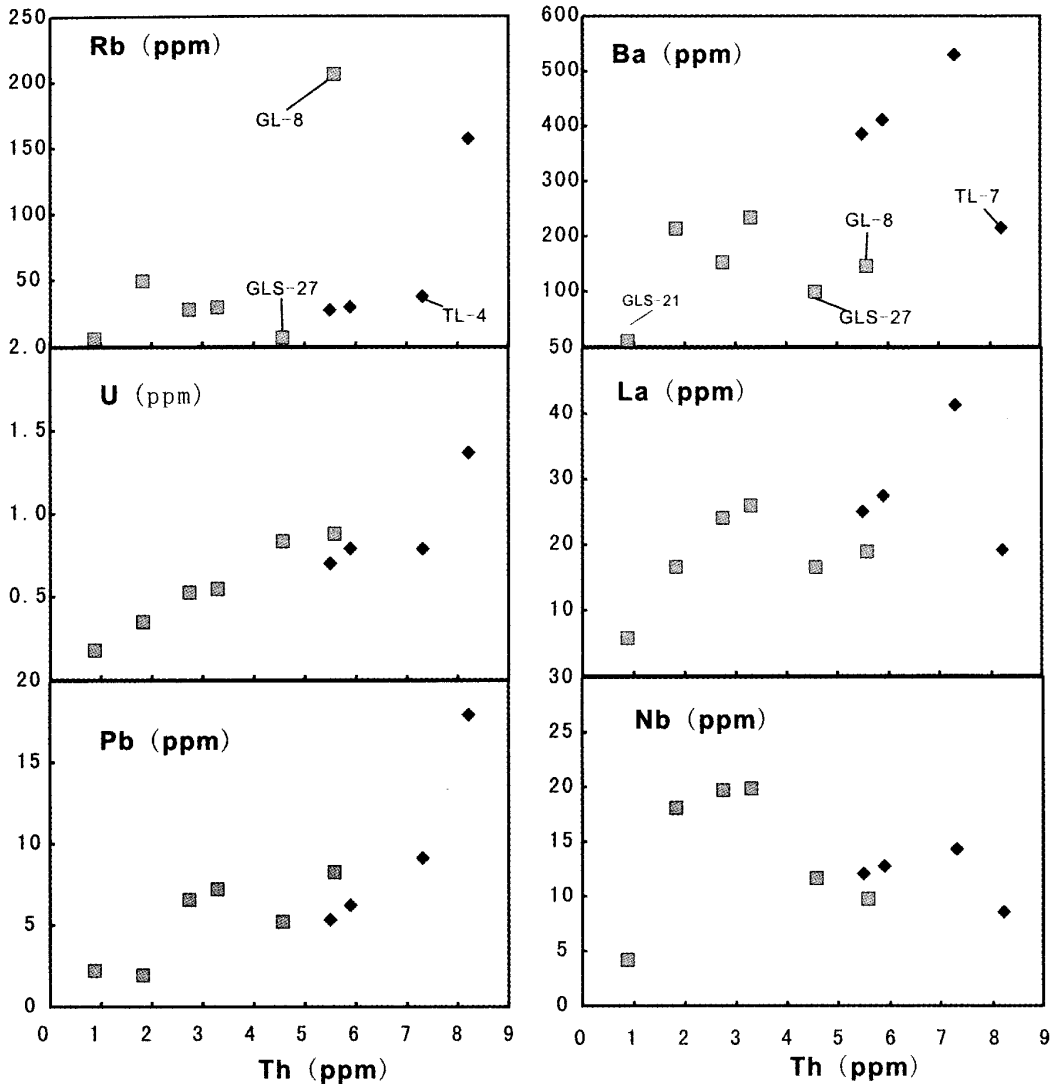 250
Rb (ppm)
200
GL-8
150
100
50
GLS-27
TL-4
2.0
U (ppm)
1.5
1.0
0.5
20
Pb (ppm)
15
10
5
0
0 1 2 3 4 5 6 7 8 9
Th (ppm)
600
Ba (ppm)
500
400
300
TL-7
GL-8
200
100
GLS-21
GLS-27
50
La (ppm)
40
30
20
10
30
Nb (ppm)
25
20
15
10
5
0
0 1 2 3 4 5 6 7 8 9
Th (ppm)